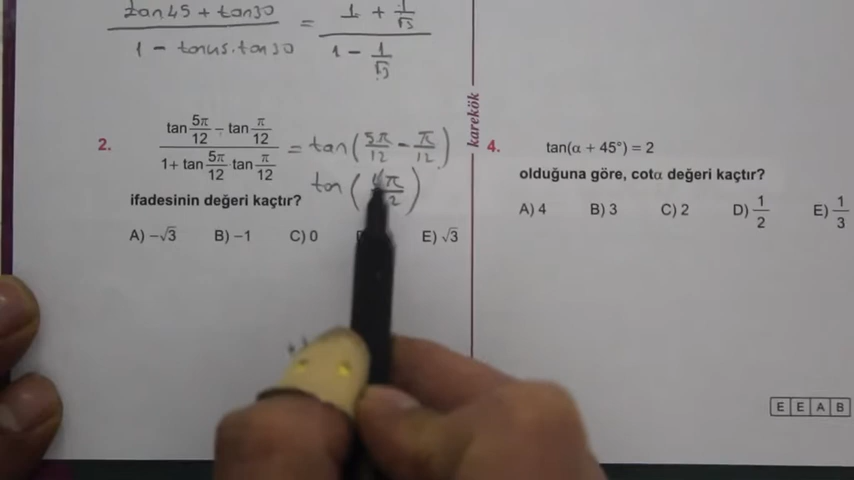 tan45 + tan30 / 1 - tan45.tan30 = 1 + 1/√3 / 1 - 1/√3
2. tan 5π/12 - tan π/12 / 1 + tan 5π/12 . tan π/12 = tan(5π/12 - π/12)
tan(
ifadesinin değeri kaçtır?
A) -√3 B) -1 C) 0 E) √3
karekök
4. tan(α + 45°) = 2
olduğuna göre, cotα değeri kaçtır?
A) 4 B) 3 C) 2 D) 1/2 E) 1/3
E E A B